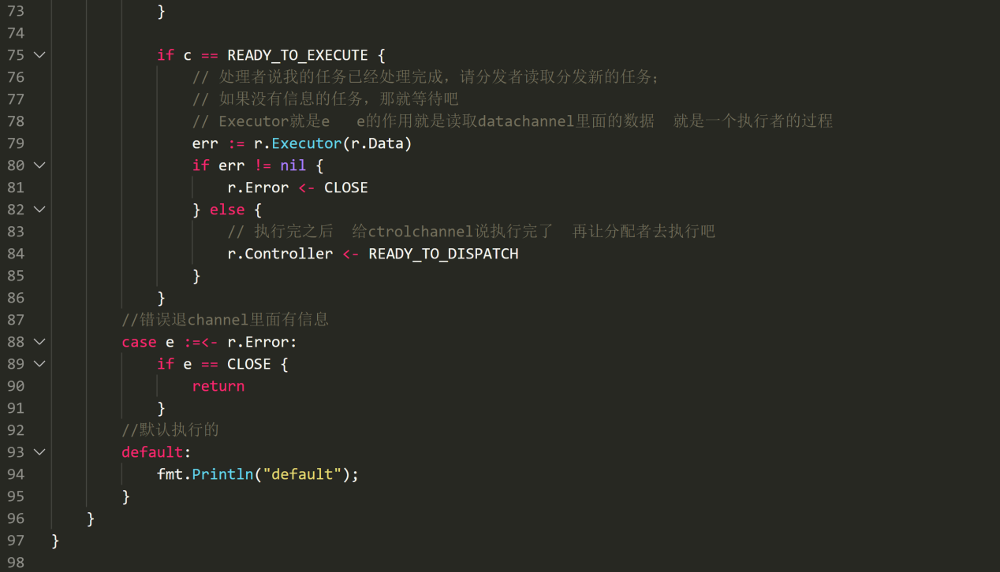 73 }
74
75 if c == READY_TO_EXECUTE {
76 // 处理者说我的任务已经处理完成，请分发者读取分发新的任务；
77 // 如果没有信息的任务，那就等待吧
78 // Executor就是e   e的作用就是读取datachannel里面的数据  就是一个执行者的过程
79 err := r.Executor(r.Data)
80 if err != nil {
81 r.Error <- CLOSE
82 } else {
83 // 执行完之后  给ctrolchannel说执行完了  再让分配者去执行吧
84 r.Controller <- READY_TO_DISPATCH
85 }
86 }
87 //错误退channel里面有信息
88 case e :=<- r.Error:
89 if e == CLOSE {
90 return
91 }
92 //默认执行的
93 default:
94 fmt.Println("default");
95 }
96 }
97 }
98